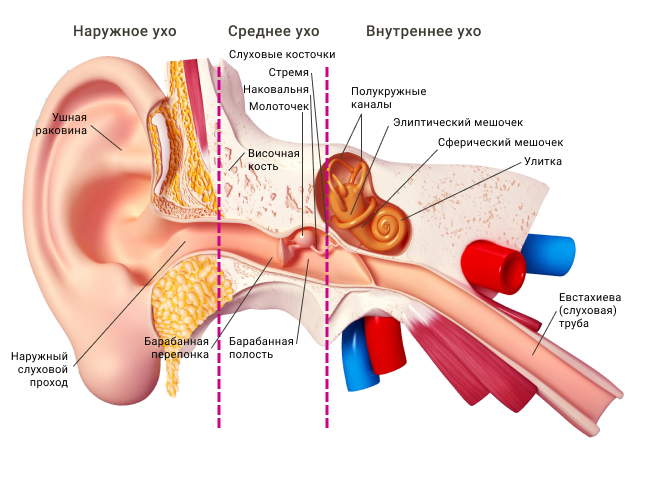 Наружное ухо
Среднее ухо
Внутреннее ухо
Слуховые косточки
Стремя
Наковальня
Молоточек
Полукружные
каналы
Элиптический мешочек
Сферический мешочек
Улитка
Ушная
раковина
Височная
кость
Евстахиева
(слуховая)
труба
Барабанная
перепонка
Барабанная
полость
Наружный
слуховой
проход